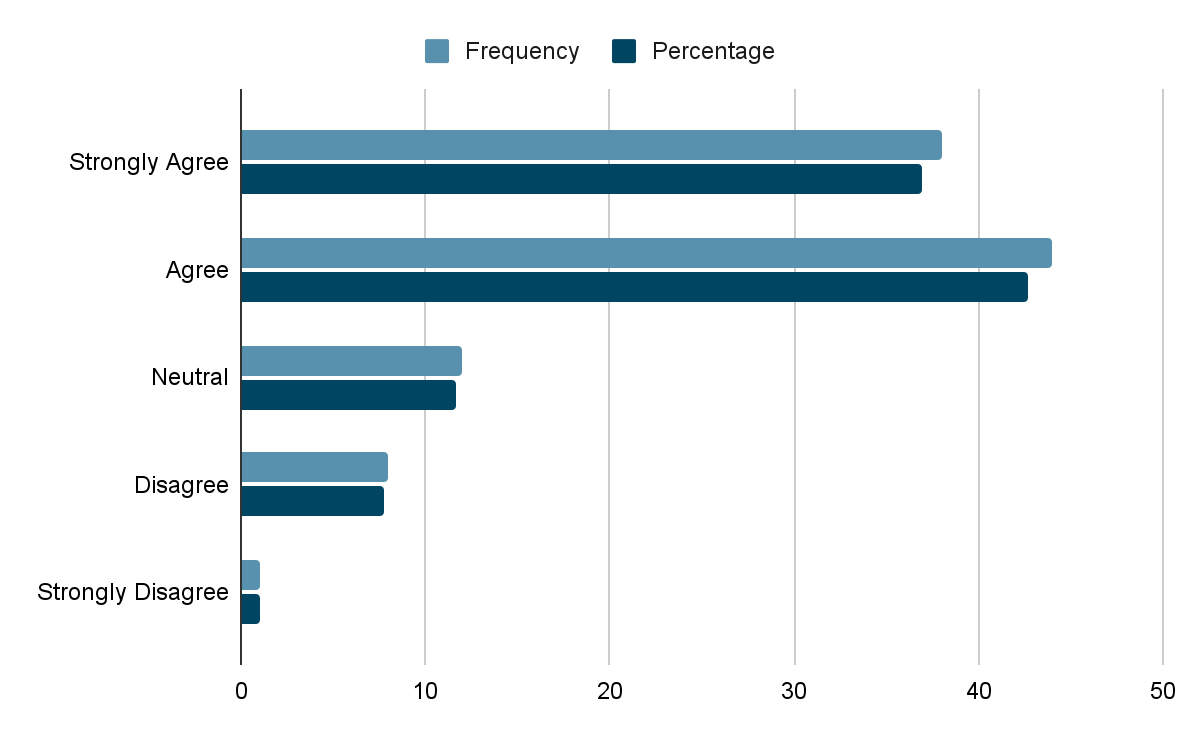 Frequency Percentage
Strongly Agree
Agree
Neutral
Disagree
Strongly Disagree
0 10 20 30 40 50